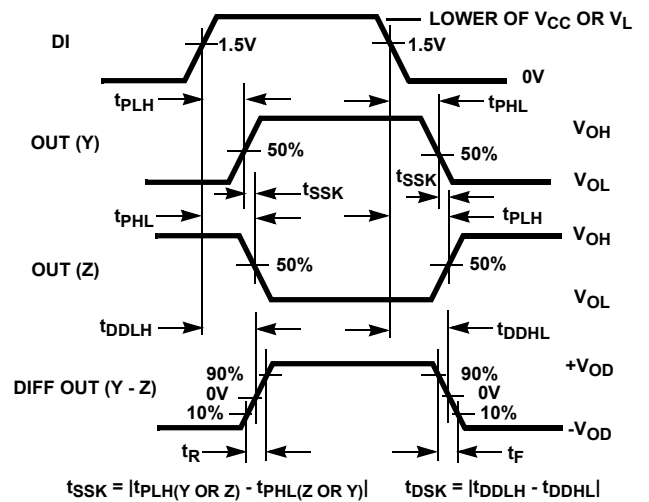 LOWER OF VCC OR VL
DI
1.5V
1.5V
0V
tPLH
tPHL
OUT (Y)
VOH
50%
50%
tSSK
tSSK
VOL
tPHL
tPLH
VOH
OUT (Z)
50%
50%
VOL
tDDLH
tDDHL
+VOD
90%
90%
DIFF OUT (Y - Z)
0V
0V
10%
10%
-VOD
tR
tF
tSSK = |tPLH(Y OR Z) - tPHL(Z OR Y)|
tDSK = |tDDLH - tDDHL|